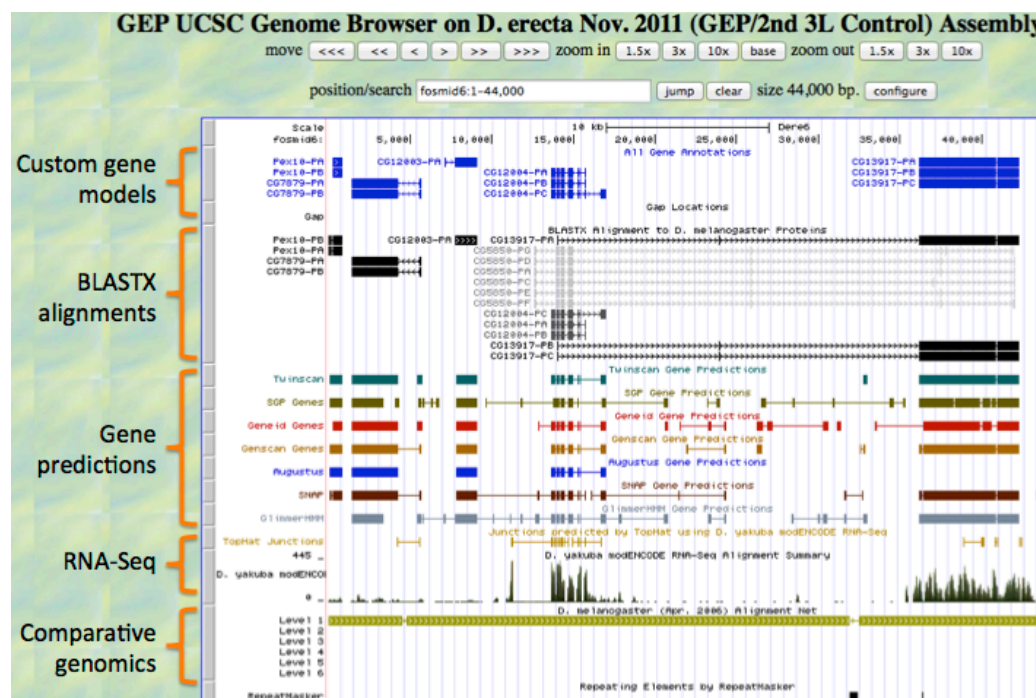 GEP UCSC Genome Browser on D. erecta Nov. 2011 (GEP/2nd 3L Control) Assembly
move <<< << < > >> >>> zoom in 1.5x 3x 10x base zoom out 1.5x 3x 10x
position/search fosmid6:1-44,000 jump clear size 44,000 bp. configure
Scale 10 kb Dere6
fosmid6: 5,000 10,000 15,000 20,000 25,000 30,000 35,000 40,000
All Gene Annotations
Custom gene models
Pex10-PA CG12003-PA CG13917-PA
Pex10-PB CG12004-PA CG13917-PB
CG7879-PA CG12004-PB CG13917-PC
CG7879-PB CG12004-PC
Gap Locations
Gap
BLASTX Alignment to D. melanogaster Proteins
BLASTX alignments
Pex10-PB CG12003-PA CG13917-PA
Pex10-PA CG5850-PG
CG7879-PA CG5850-PD
CG7879-PB CG5850-PA
CG5850-PC
CG5850-PE
CG5850-PF
CG12004-PC
CG12004-PA
CG12004-PB
CG13917-PB
CG13917-PC
Gene predictions
Twinscan Gene Predictions
Twinscan
SGP Gene Predictions
SGP Genes
Geneid Gene Predictions
Geneid Genes
Genscan Gene Predictions
Genscan Genes
Augustus Gene Predictions
Augustus
SNAP Gene Predictions
SNAP
GlimmerHMM Gene Predictions
GlimmerHMM
RNA-Seq
Junctions predicted by TopHat using D. yakuba modENCODE RNA-Seq
TopHat Junctions
D. yakuba modENCODE RNA-Seq Alignment Summary
445 _
D. yakuba modENCO
0 _
Comparative genomics
D. melanogaster (Apr. 2006) Alignment Net
Level 1
Level 2
Level 3
Level 4
Level 5
Level 6
Repeating Elements by RepeatMasker
RepeatMasker